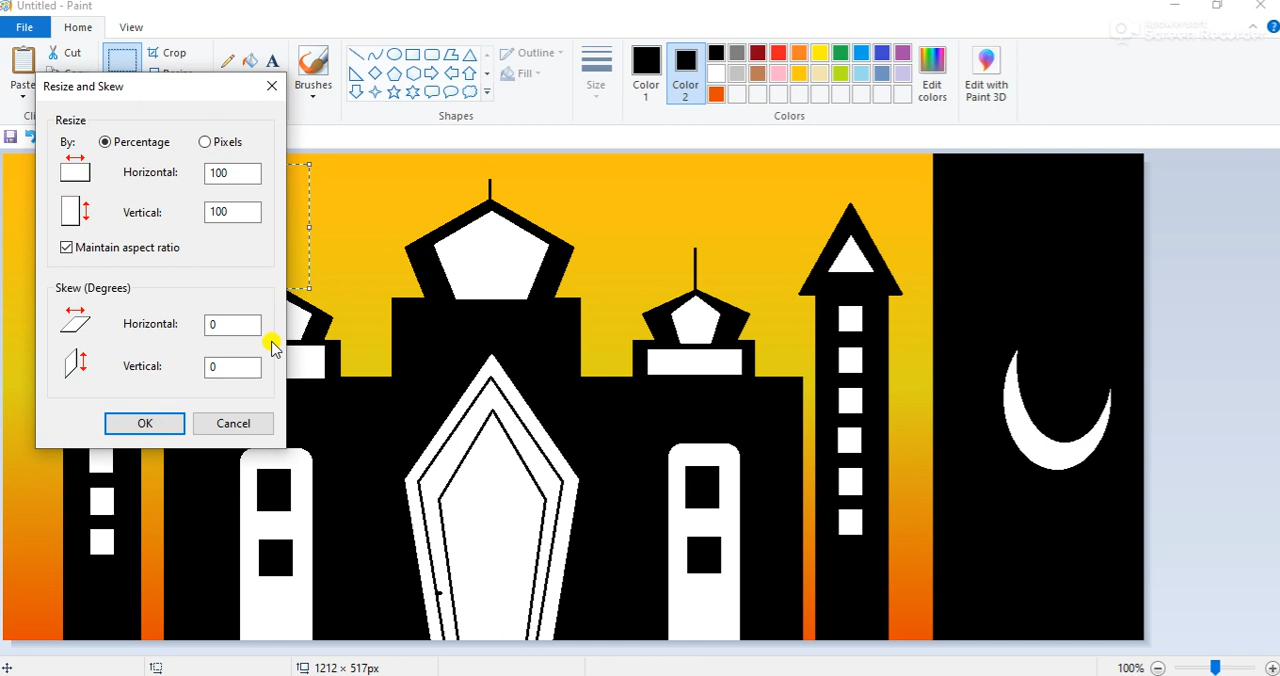 Untitled - Paint
File Home View
Paste
Cut
Crop
Brushes
Outline
Fill
Shapes
Size
Color 1
Color 2
Edit colors
Edit with Paint 3D
Colors
Screen Recorder
Resize and Skew
Resize
By: Percentage Pixels
Horizontal: 100
Vertical: 100
Maintain aspect ratio
Skew (Degrees)
Horizontal: 0
Vertical: 0
OK Cancel
1212 × 517px
100%